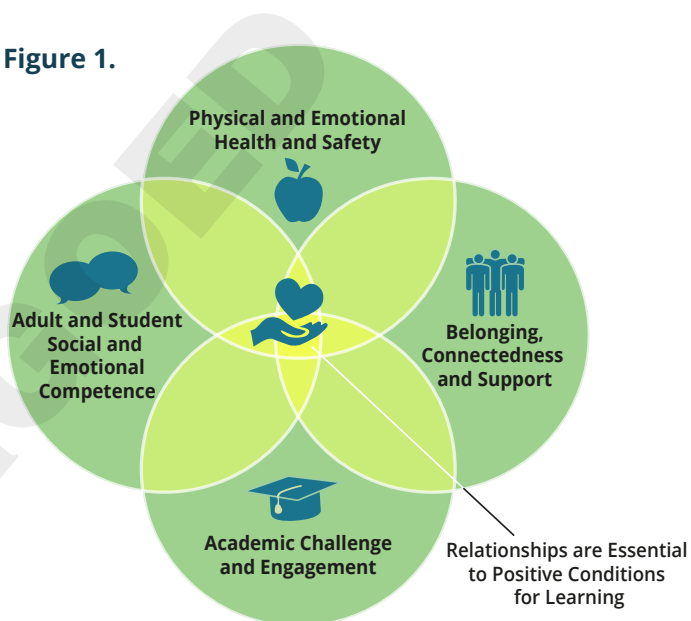 Figure 1.
Physical and Emotional
Health and Safety
Adult and Student
Social and
Emotional
Competence
Belonging,
Connectedness
and Support
Academic Challenge
and Engagement
Relationships are Essential
to Positive Conditions
for Learning